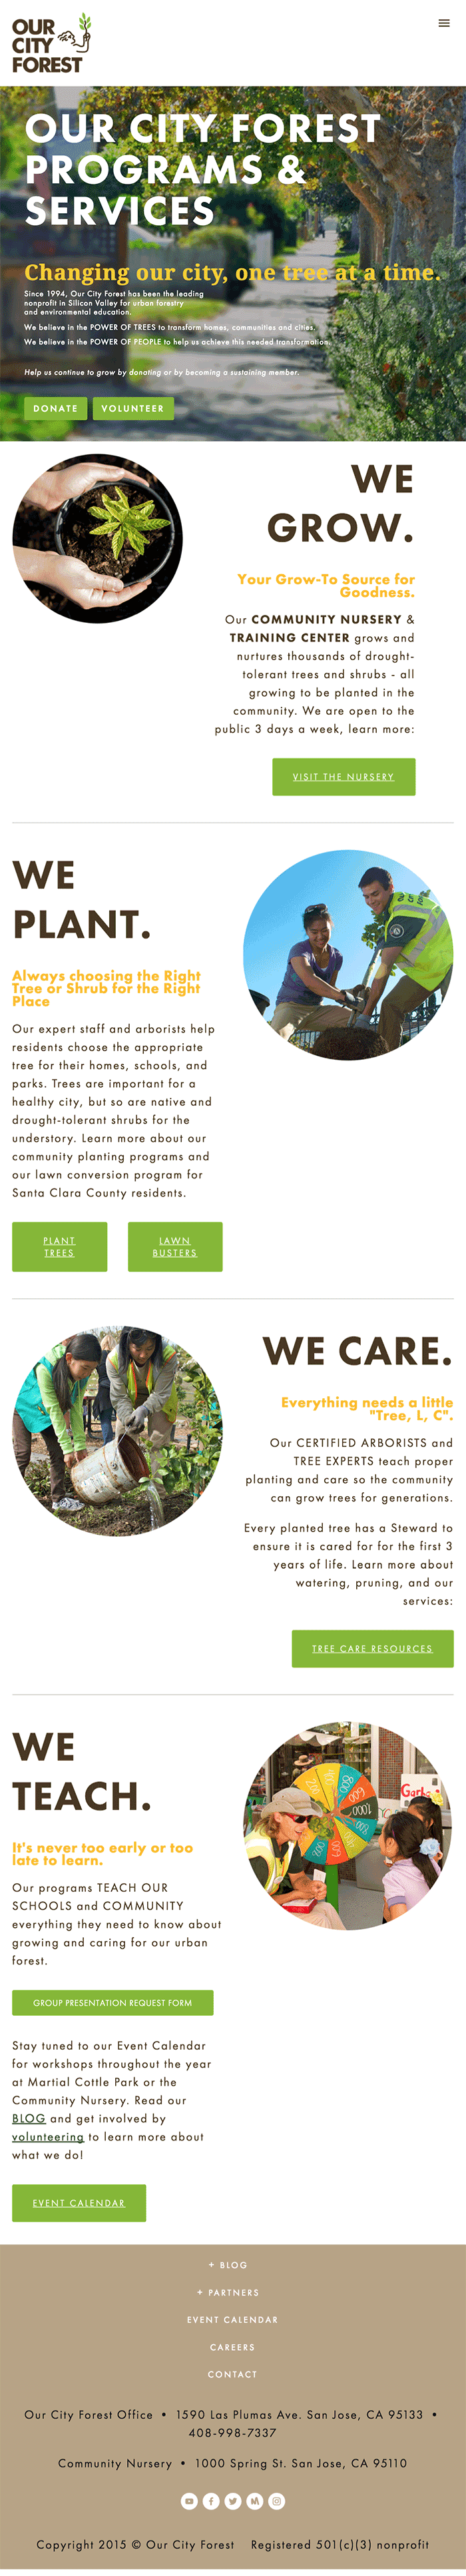 OUR
CITY
FOREST
OUR CITY FOREST
PROGRAMS &
SERVICES
Changing our city, one tree at a time.
Since 1994, Our City Forest has been the leading
nonprofit in Silicon Valley for urban forestry
and environmental education.
We believe in the POWER OF TREES to transform homes, communities and cities.
We believe in the POWER OF PEOPLE to help us achieve this needed transformation.
Help us continue to grow by donating or by becoming a sustaining member.
DONATE
VOLUNTEER
WE
GROW.
Your Grow-To Source for
Goodness.
Our COMMUNITY NURSERY &
TRAINING CENTER grows and
nurtures thousands of drought-
tolerant trees and shrubs - all
growing to be planted in the
community. We are open to the
public 3 days a week, learn more:
VISIT THE NURSERY
WE
PLANT.
Always choosing the Right
Tree or Shrub for the Right
Place
Our expert staff and arborists help
residents choose the appropriate
tree for their homes, schools, and
parks. Trees are important for a
healthy city, but so are native and
drought-tolerant shrubs for the
understory. Learn more about our
community planting programs and
our lawn conversion program for
Santa Clara County residents.
PLANT
TREES
LAWN
BUSTERS
WE CARE.
Everything needs a little
"Tree, L, C".
Our CERTIFIED ARBORISTS and
TREE EXPERTS teach proper
planting and care so the community
can grow trees for generations.
Every planted tree has a Steward to
ensure it is cared for for the first 3
years of life. Learn more about
watering, pruning, and our
services:
TREE CARE RESOURCES
WE
TEACH.
It's never too early or too
late to learn.
Our programs TEACH OUR
SCHOOLS and COMMUNITY
everything they need to know about
growing and caring for our urban
forest.
GROUP PRESENTATION REQUEST FORM
Stay tuned to our Event Calendar
for workshops throughout the year
at Martial Cottle Park or the
Community Nursery. Read our
BLOG and get involved by
volunteering to learn more about
what we do!
EVENT CALENDAR
+ BLOG
+ PARTNERS
EVENT CALENDAR
CAREERS
CONTACT
Our City Forest Office • 1590 Las Plumas Ave. San Jose, CA 95133 •
408-998-7337
Community Nursery • 1000 Spring St. San Jose, CA 95110
Copyright 2015 © Our City Forest Registered 501(c)(3) nonprofit